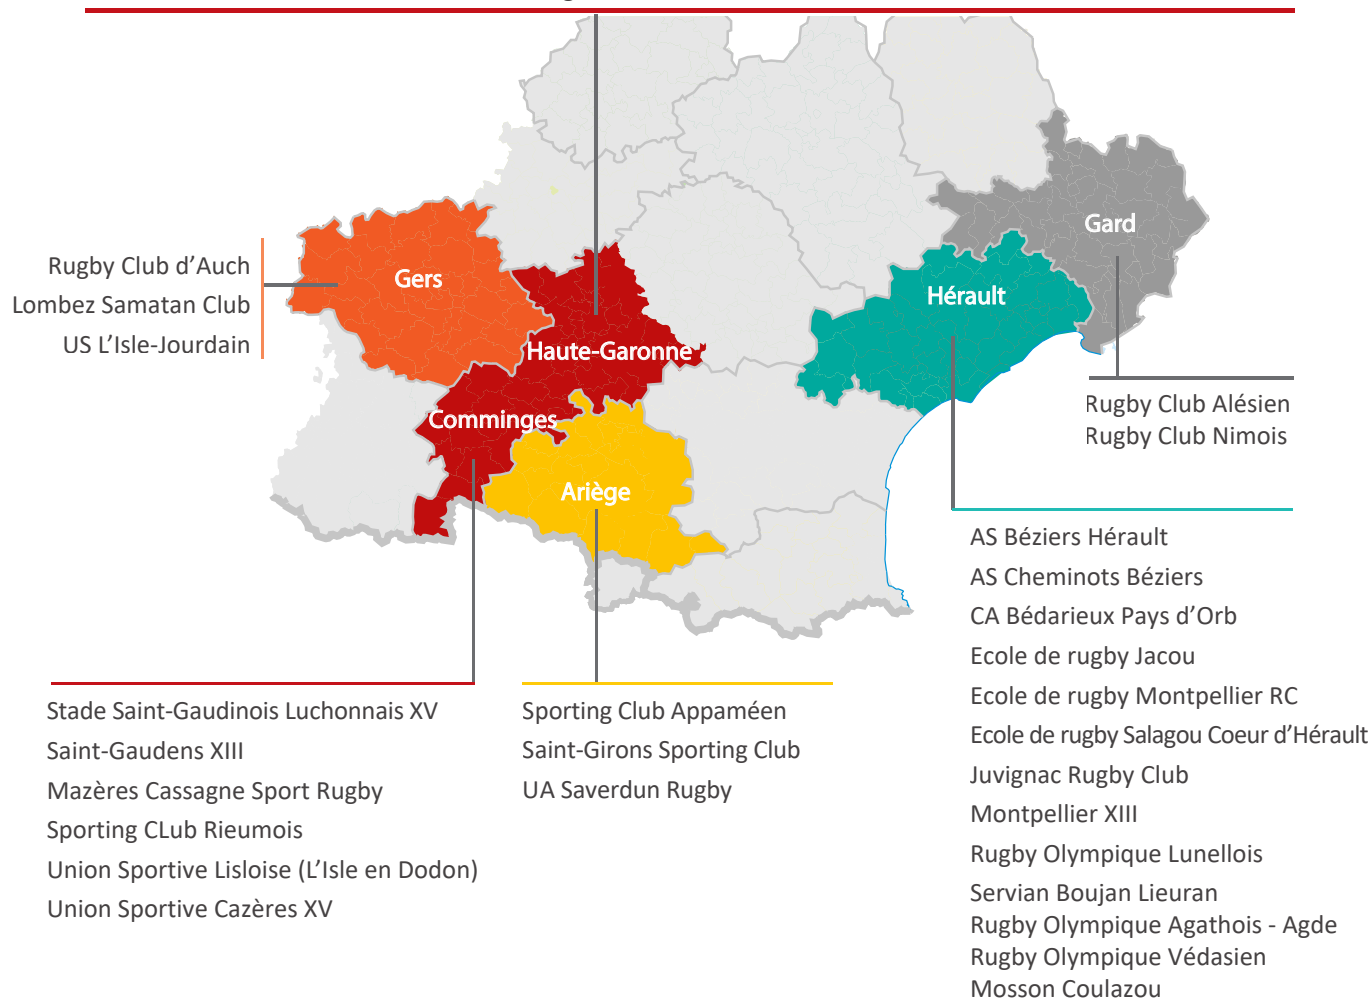 Gard
Gers
Hérault
Haute-Garonne
Comminges
Ariège
Rugby Club d’Auch
Lombez Samatan Club
US L’Isle-Jourdain
Rugby Club Alésien
Rugby Club Nimois
AS Béziers Hérault
AS Cheminots Béziers
CA Bédarieux Pays d’Orb
Ecole de rugby Jacou
Ecole de rugby Montpellier RC
Ecole de rugby Salagou Coeur d’Hérault
Juvignac Rugby Club
Montpellier XIII
Rugby Olympique Lunellois
Servian Boujan Lieuran
Rugby Olympique Agathois - Agde
Rugby Olympique Védasien
Mosson Coulazou
Stade Saint-Gaudinois Luchonnais XV
Saint-Gaudens XIII
Mazères Cassagne Sport Rugby
Sporting CLub Rieumois
Union Sportive Lisloise (L’Isle en Dodon)
Union Sportive Cazères XV
Sporting Club Appaméen
Saint-Girons Sporting Club
UA Saverdun Rugby